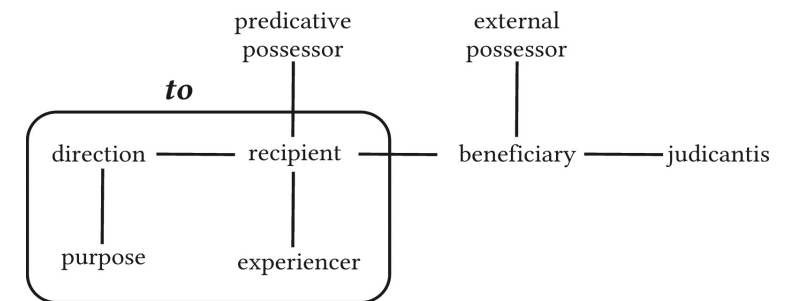 predicative
possessor
external
possessor
to
direction
recipient
beneficiary
judicantis
purpose
experiencer